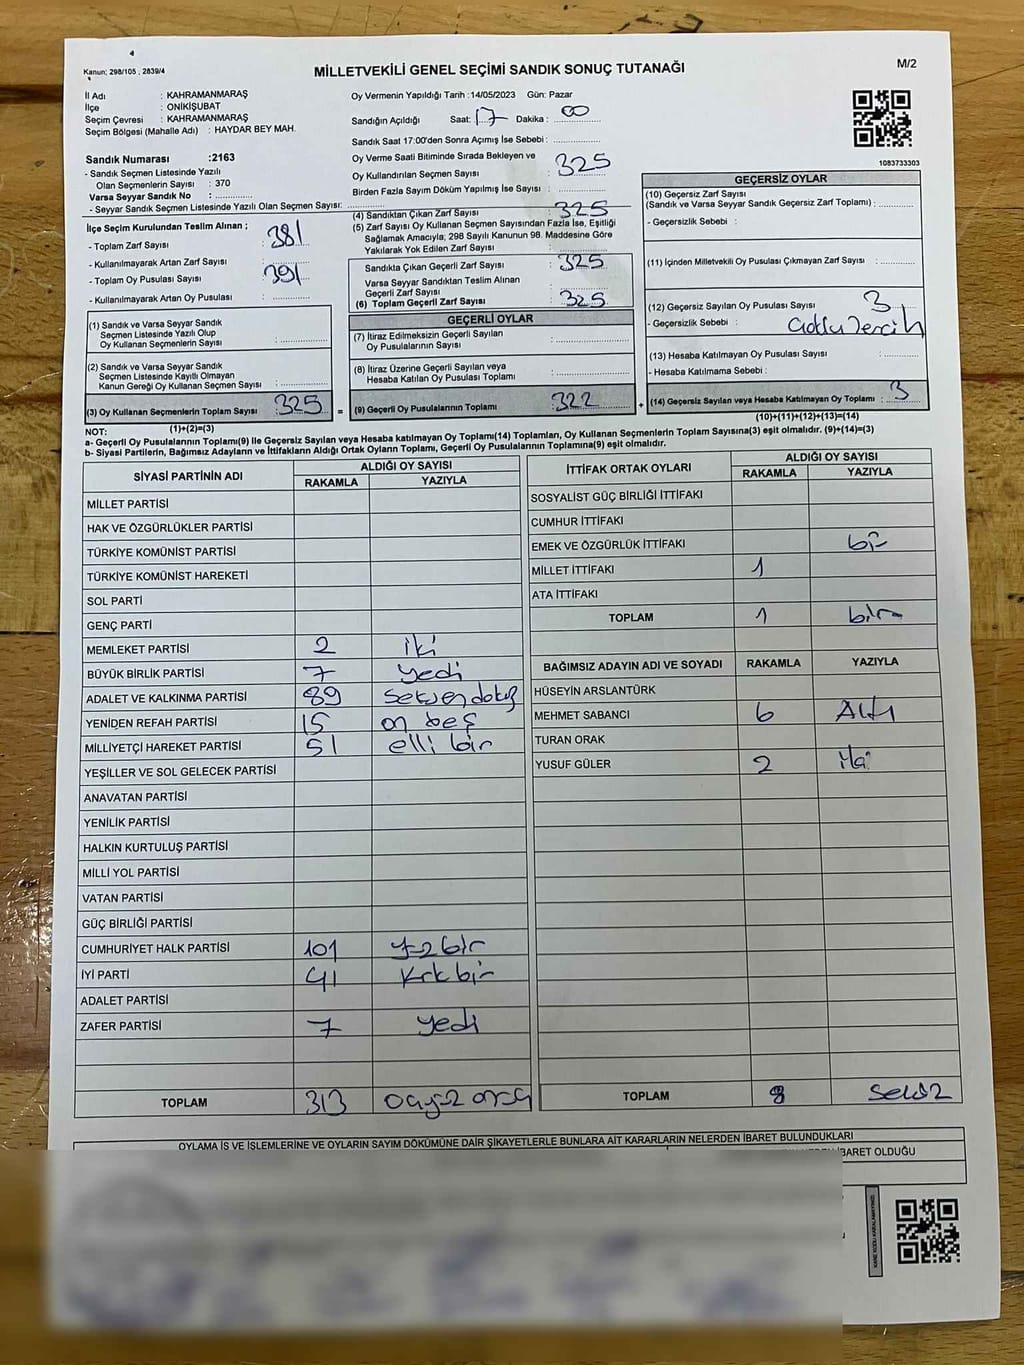 Kanun; 298/105 , 2839/4
MİLLETVEKİLİ GENEL SEÇİMİ SANDIK SONUÇ TUTANAĞI
M/2
İl Adı : KAHRAMANMARAŞ
İlçe : ONİKİŞUBAT
Seçim Çevresi : KAHRAMANMARAŞ
Seçim Bölgesi (Mahalle Adı) : HAYDAR BEY MAH.
Sandık Numarası :2163
- Sandık Seçmen Listesinde Yazılı
Olan Seçmenlerin Sayısı : 370
Varsa Seyyar Sandık No :
- Seyyar Sandık Seçmen Listesinde Yazılı Olan Seçmen Sayısı:
Oy Vermenin Yapıldığı Tarih :14/05/2023 Gün: Pazar
Sandığın Açıldığı Saat: 17 Dakika : 00
Sandık Saat 17:00'den Sonra Açımış İse Sebebi :
Oy Verme Saati Bitiminde Sırada Bekleyen ve
Oy Kullandırılan Seçmen Sayısı : 325
Birden Fazla Sayım Döküm Yapılmış İse Sayısı :
1083733303
İlçe Seçim Kurulundan Teslim Alınan ;
- Toplam Zarf Sayısı : 381
- Kullanılmayarak Artan Zarf Sayısı :
- Toplam Oy Pusulası Sayısı : 391
- Kullanılmayarak Artan Oy Pusulası :
(4) Sandıktan Çıkan Zarf Sayısı : 325
(5) Zarf Sayısı Oy Kullanan Seçmen Sayısından Fazla İse, Eşitliği
Sağlamak Amacıyla; 298 Sayılı Kanunun 98. Maddesine Göre
Yakılarak Yok Edilen Zarf Sayısı :
Sandıkta Çıkan Geçerli Zarf Sayısı : 325
Varsa Seyyar Sandıktan Teslim Alınan
Geçerli Zarf Sayısı :
(6) Toplam Geçerli Zarf Sayısı : 325
GEÇERSİZ OYLAR
(10) Geçersiz Zarf Sayısı
(Sandık ve Varsa Seyyar Sandık Geçersiz Zarf Toplamı) :
- Geçersizlik Sebebi :
(11) İçinden Milletvekili Oy Pusulası Çıkmayan Zarf Sayısı :
(12) Geçersiz Sayılan Oy Pusulası Sayısı : 3
- Geçersizlik Sebebi :
(13) Hesaba Katılmayan Oy Pusulası Sayısı :
- Hesaba Katılmama Sebebi :
(14) Geçersiz Sayılan veya Hesaba Katılmayan Oy Toplamı : 3
(1) Sandık ve Varsa Seyyar Sandık
Seçmen Listesinde Yazılı Olup
Oy Kullanan Seçmenlerin Sayısı :
(2) Sandık ve Varsa Seyyar Sandık
Seçmen Listesinde Kayıtlı Olmayan
Kanun Gereği Oy Kullanan Seçmen Sayısı :
(3) Oy Kullanan Seçmenlerin Toplam Sayısı : 325 =
GEÇERLİ OYLAR
(7) İtiraz Edilmeksizin Geçerli Sayılan
Oy Pusulalarının Sayısı :
(8) İtiraz Üzerine Geçerli Sayılan veya
Hesaba Katılan Oy Pusulası Toplamı :
(9) Geçerli Oy Pusulalarının Toplamı : 322 +
(1)+(2)=(3)
(10)+(11)+(12)+(13)=(14)
NOT:
a- Geçerli Oy Pusulalarının Toplamı(9) ile Geçersiz Sayılan veya Hesaba katılmayan Oy Toplamı(14) Toplamları, Oy Kullanan Seçmenlerin Toplam Sayısına(3) eşit olmalıdır. (9)+(14)=(3)
b- Siyasi Partilerin, Bağımsız Adayların ve İttifakların Aldığı Ortak Oyların Toplamı, Geçerli Oy Pusulalarının Toplamına(9) eşit olmalıdır.
SİYASİ PARTİNİN ADI ALDIĞI OY SAYISI
RAKAMLA YAZIYLA
MİLLET PARTİSİ
HAK VE ÖZGÜRLÜKLER PARTİSİ
TÜRKİYE KOMÜNİST PARTİSİ
TÜRKİYE KOMÜNİST HAREKETİ
SOL PARTİ
GENÇ PARTİ
MEMLEKET PARTİSİ 2 iki
BÜYÜK BİRLİK PARTİSİ 7 yedi
ADALET VE KALKINMA PARTİSİ 89 seksen dokuz
YENİDEN REFAH PARTİSİ 15 on beş
MİLLİYETÇİ HAREKET PARTİSİ 51 elli bir
YEŞİLLER VE SOL GELECEK PARTİSİ
ANAVATAN PARTİSİ
YENİLİK PARTİSİ
HALKIN KURTULUŞ PARTİSİ
MİLLİ YOL PARTİSİ
VATAN PARTİSİ
GÜÇ BİRLİĞİ PARTİSİ
CUMHURİYET HALK PARTİSİ 101 yüz bir
İYİ PARTİ 41 kırk bir
ADALET PARTİSİ
ZAFER PARTİSİ 7 yedi
TOPLAM 313
İTTİFAK ORTAK OYLARI ALDIĞI OY SAYISI
RAKAMLA YAZIYLA
SOSYALİST GÜÇ BİRLİĞİ İTTİFAKI
CUMHUR İTTİFAKI
EMEK VE ÖZGÜRLÜK İTTİFAKI bir
MİLLET İTTİFAKI 1
ATA İTTİFAKI
TOPLAM 1 bir
BAĞIMSIZ ADAYIN ADI VE SOYADI RAKAMLA YAZIYLA
HÜSEYİN ARSLANTÜRK
MEHMET SABANCI 6 Altı
TURAN ORAK
YUSUF GÜLER 2 iki
TOPLAM 8 sekiz
OYLAMA İŞ VE İŞLEMLERİNE VE OYLARIN SAYIM DÖKÜMÜNE DAİR ŞİKAYETLERLE BUNLARA AİT KARARLARIN NELERDEN İBARET BULUNDUKLARI
İBARET OLDUĞU